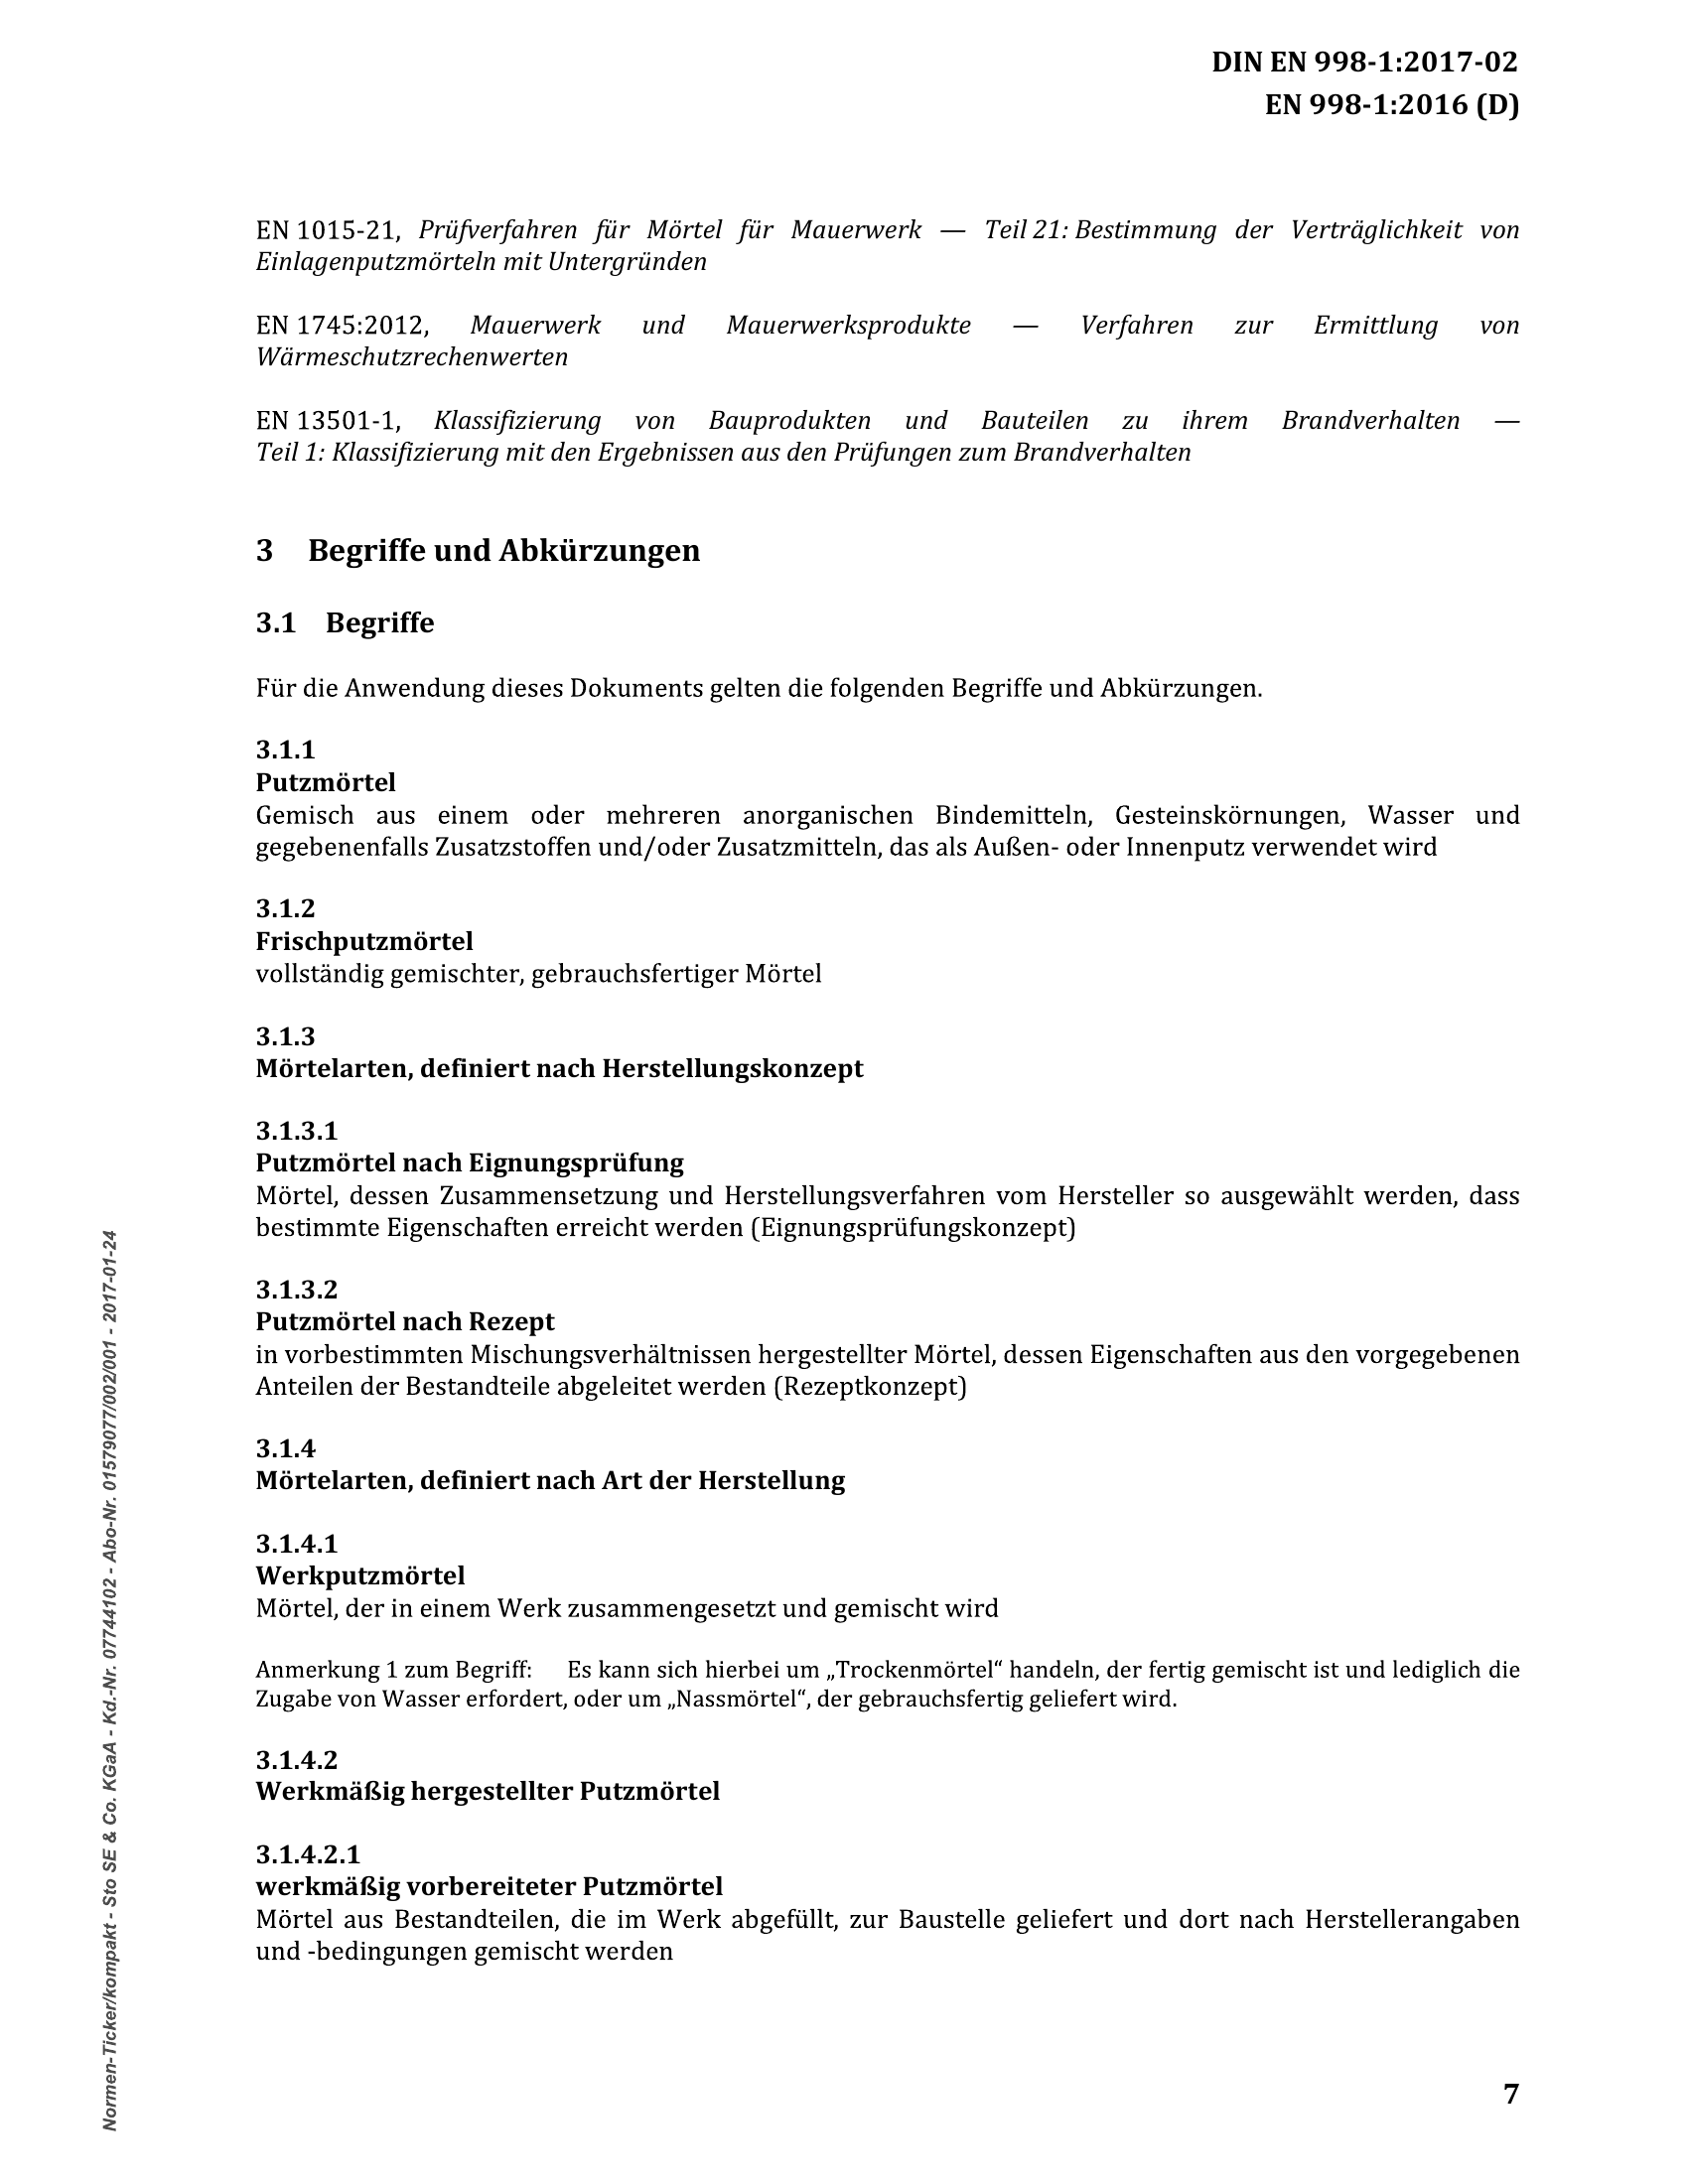 DIN EN 998-1:2017-02
EN 998-1:2016 (D)
EN 1015-21, Prüfverfahren für Mörtel für Mauerwerk — Teil 21: Bestimmung der Verträglichkeit von
Einlagenputzmörteln mit Untergründen
EN 1745:2012, Mauerwerk und Mauerwerksprodukte — Verfahren zur Ermittlung von
Wärmeschutzrechenwerten
EN 13501-1, Klassifizierung von Bauprodukten und Bauteilen zu ihrem Brandverhalten —
Teil 1: Klassifizierung mit den Ergebnissen aus den Prüfungen zum Brandverhalten
3 Begriffe und Abkürzungen
3.1 Begriffe
Für die Anwendung dieses Dokuments gelten die folgenden Begriffe und Abkürzungen.
3.1.1
Putzmörtel
Gemisch aus einem oder mehreren anorganischen Bindemitteln, Gesteinskörnungen, Wasser und
gegebenenfalls Zusatzstoffen und/oder Zusatzmitteln, das als Außen- oder Innenputz verwendet wird
3.1.2
Frischputzmörtel
vollständig gemischter, gebrauchsfertiger Mörtel
3.1.3
Mörtelarten, definiert nach Herstellungskonzept
3.1.3.1
Putzmörtel nach Eignungsprüfung
Mörtel, dessen Zusammensetzung und Herstellungsverfahren vom Hersteller so ausgewählt werden, dass
bestimmte Eigenschaften erreicht werden (Eignungsprüfungskonzept)
3.1.3.2
Putzmörtel nach Rezept
in vorbestimmten Mischungsverhältnissen hergestellter Mörtel, dessen Eigenschaften aus den vorgegebenen
Anteilen der Bestandteile abgeleitet werden (Rezeptkonzept)
3.1.4
Mörtelarten, definiert nach Art der Herstellung
3.1.4.1
Werkputzmörtel
Mörtel, der in einem Werk zusammengesetzt und gemischt wird
Anmerkung 1 zum Begriff: Es kann sich hierbei um „Trockenmörtel“ handeln, der fertig gemischt ist und lediglich die
Zugabe von Wasser erfordert, oder um „Nassmörtel“, der gebrauchsfertig geliefert wird.
3.1.4.2
Werkmäßig hergestellter Putzmörtel
3.1.4.2.1
werkmäßig vorbereiteter Putzmörtel
Mörtel aus Bestandteilen, die im Werk abgefüllt, zur Baustelle geliefert und dort nach Herstellerangaben
und -bedingungen gemischt werden
7
Normen-Ticker/kompakt - Sto SE & Co. KGaA - Kd.-Nr. 07744102 - Abo-Nr. 01579077/002/001 - 2017-01-24